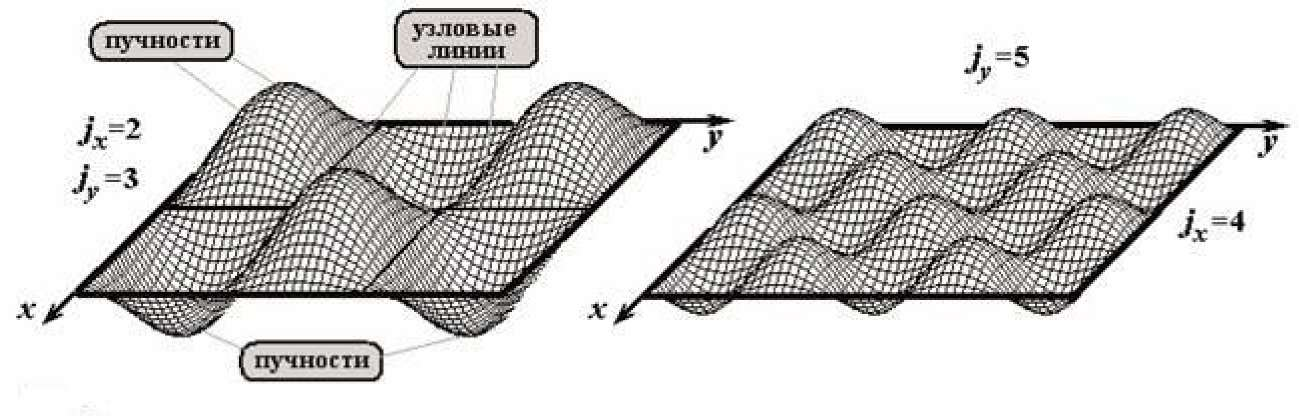 пучности
узловые
линии
j_y=5
j_x=2
j_y=3
y
y
j_x=4
x
x
пучности